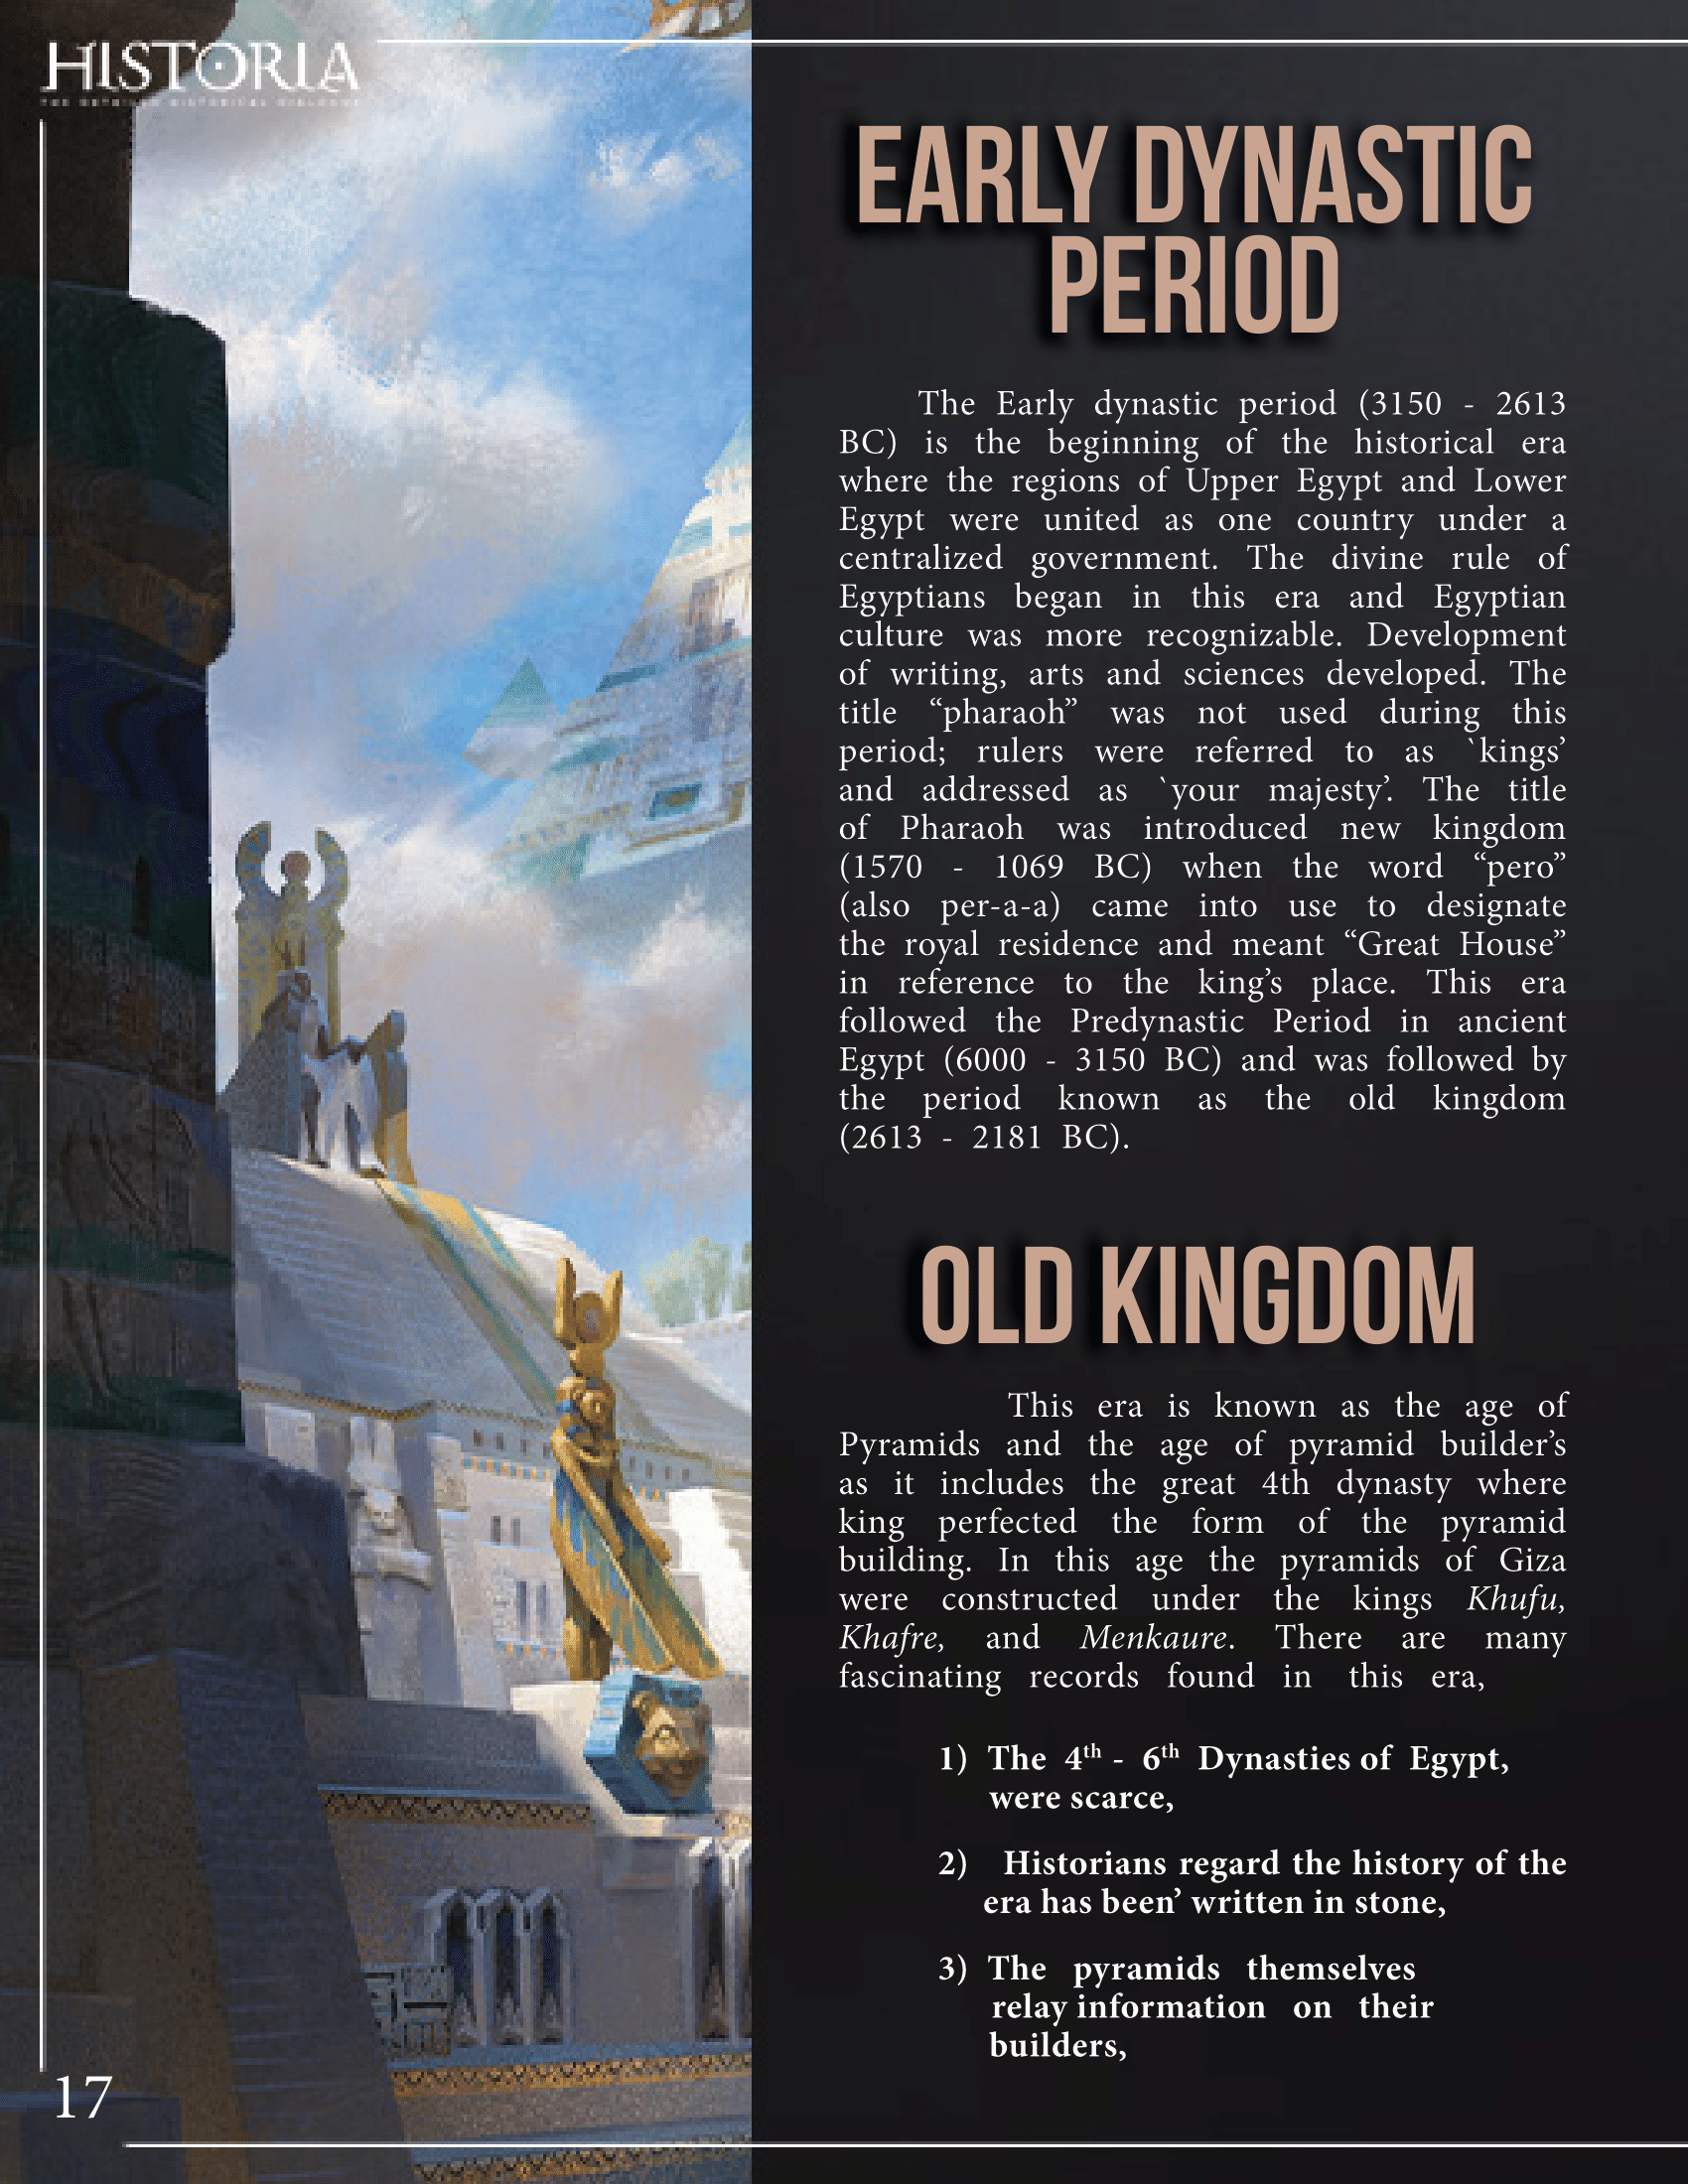 HISTORIA
EARLY DYNASTIC
PERIOD
The Early dynastic period (3150 - 2613
BC) is the beginning of the historical era
where the regions of Upper Egypt and Lower
Egypt were united as one country under a
centralized government. The divine rule of
Egyptians began in this era and Egyptian
culture was more recognizable. Development
of writing, arts and sciences developed. The
title “pharaoh” was not used during this
period; rulers were referred to as `kings’
and addressed as `your majesty’. The title
of Pharaoh was introduced new kingdom
(1570 - 1069 BC) when the word “pero”
(also per-a-a) came into use to designate
the royal residence and meant “Great House”
in reference to the king’s place. This era
followed the Predynastic Period in ancient
Egypt (6000 - 3150 BC) and was followed by
the period known as the old kingdom
(2613 - 2181 BC).
OLD KINGDOM
This era is known as the age of
Pyramids and the age of pyramid builder’s
as it includes the great 4th dynasty where
king perfected the form of the pyramid
building. In this age the pyramids of Giza
were constructed under the kings Khufu,
Khafre, and Menkaure. There are many
fascinating records found in this era,
1) The 4th - 6th Dynasties of Egypt,
were scarce,
2) Historians regard the history of the
era has been’ written in stone,
3) The pyramids themselves
relay information on their
builders,
17